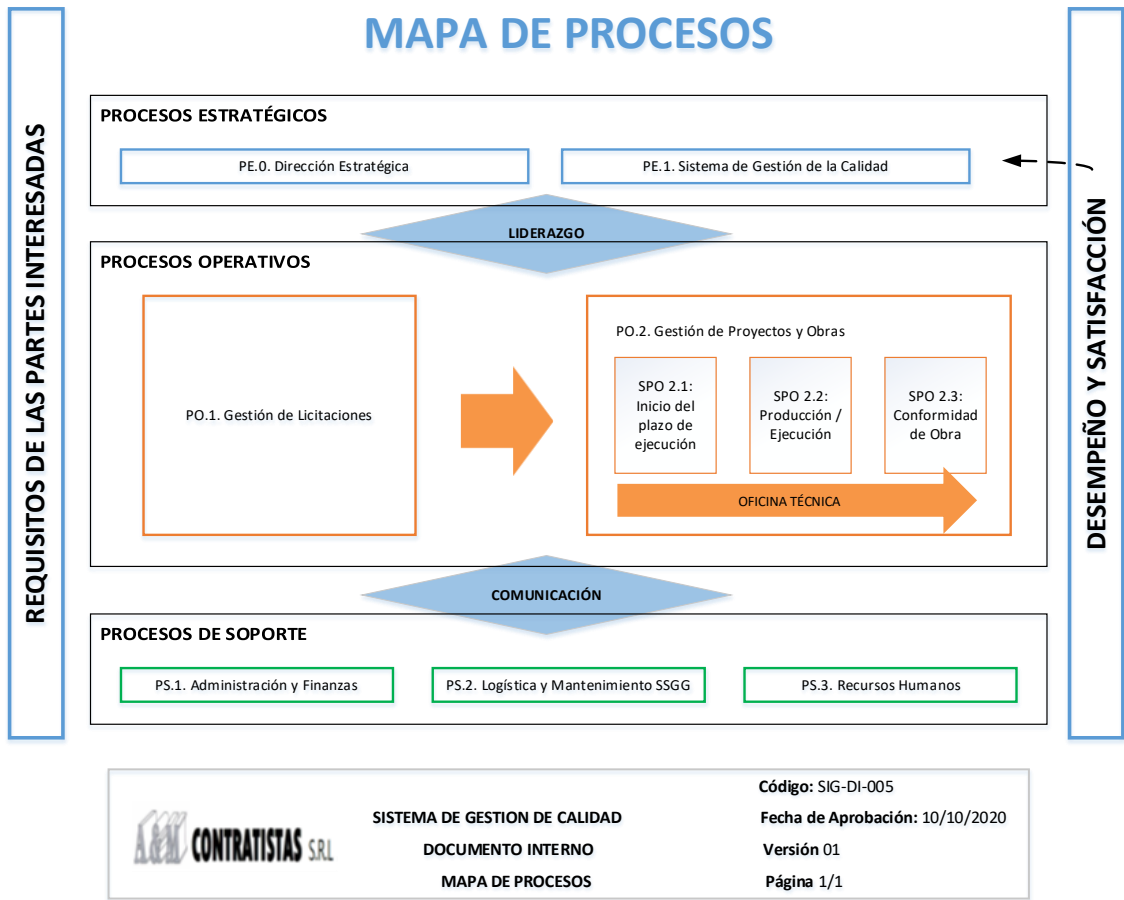 MAPA DE PROCESOS
REQUISITOS DE LAS PARTES INTERESADAS
PROCESOS ESTRATÉGICOS
PE.0. Dirección Estratégica
PE.1. Sistema de Gestión de la Calidad
LIDERAZGO
PROCESOS OPERATIVOS
PO.1. Gestión de Licitaciones
PO.2. Gestión de Proyectos y Obras
SPO 2.1:
Inicio del
plazo de
ejecución
SPO 2.2:
Producción /
Ejecución
SPO 2.3:
Conformidad
de Obra
OFICINA TÉCNICA
COMUNICACIÓN
PROCESOS DE SOPORTE
PS.1. Administración y Finanzas
PS.2. Logística y Mantenimiento SSGG
PS.3. Recursos Humanos
DESEMPEÑO Y SATISFACCIÓN
A&M CONTRATISTAS S.R.L
SISTEMA DE GESTION DE CALIDAD
DOCUMENTO INTERNO
MAPA DE PROCESOS
Código: SIG-DI-005
Fecha de Aprobación: 10/10/2020
Versión 01
Página 1/1